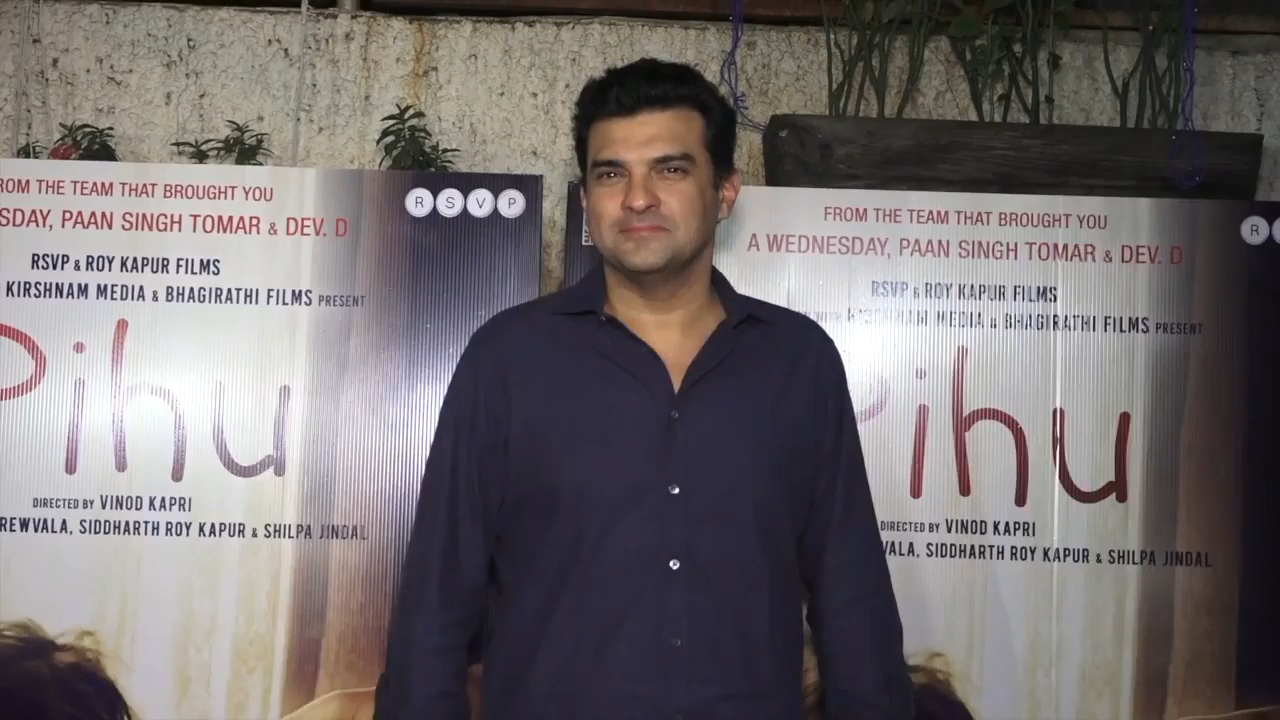 ROM THE TEAM THAT BROUGHT YOU
SDAY, PAAN SINGH TOMAR & DEV. D
RSVP & ROY KAPUR FILMS
KIRSHNAM MEDIA & BHAGIRATHI FILMS PRESENT
Pihu
DIRECTED BY VINOD KAPRI
REWVALA, SIDDHARTH ROY KAPUR & SHILPA JINDAL
RSVP
FROM THE TEAM THAT BROUGHT YOU
A WEDNESDAY, PAAN SINGH TOMAR & DEV. D
RSVP & ROY KAPUR FILMS
MEDIA & BHAGIRATHI FILMS PRESENT
Pihu
DIRECTED BY VINOD KAPRI
VALA, SIDDHARTH ROY KAPUR & SHILPA JINDAL
R